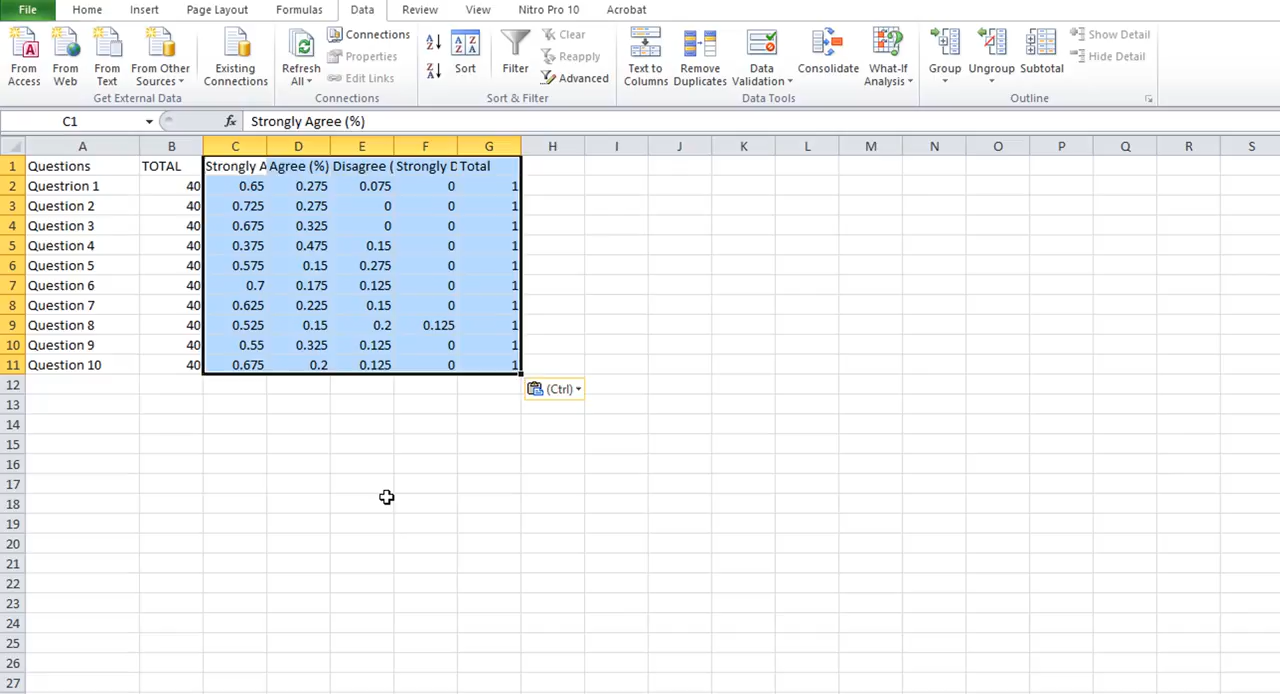 File Home Insert Page Layout Formulas Data Review View Nitro Pro 10 Acrobat
From Access
From Web
From Text
From Other Sources
Existing Connections
Get External Data
Refresh All
Connections
Properties
Edit Links
Connections
Sort
Filter
Clear
Reapply
Advanced
Sort & Filter
Text to Columns
Remove Duplicates
Data Validation
Consolidate
What-If Analysis
Data Tools
Group
Ungroup
Subtotal
Show Detail
Hide Detail
Outline
C1 fx Strongly Agree (%)
A B C D E F G H I J K L M N O P Q R S
1 Questions TOTAL Strongly A Agree (%) Disagree ( Strongly D Total
2 Questrion 1 40 0.65 0.275 0.075 0 1
3 Question 2 40 0.725 0.275 0 0 1
4 Question 3 40 0.675 0.325 0 0 1
5 Question 4 40 0.375 0.475 0.15 0 1
6 Question 5 40 0.575 0.15 0.275 0 1
7 Question 6 40 0.7 0.175 0.125 0 1
8 Question 7 40 0.625 0.225 0.15 0 1
9 Question 8 40 0.525 0.15 0.2 0.125 1
10 Question 9 40 0.55 0.325 0.125 0 1
11 Question 10 40 0.675 0.2 0.125 0 1
12 (Ctrl)
13
14
15
16
17
18
19
20
21
22
23
24
25
26
27